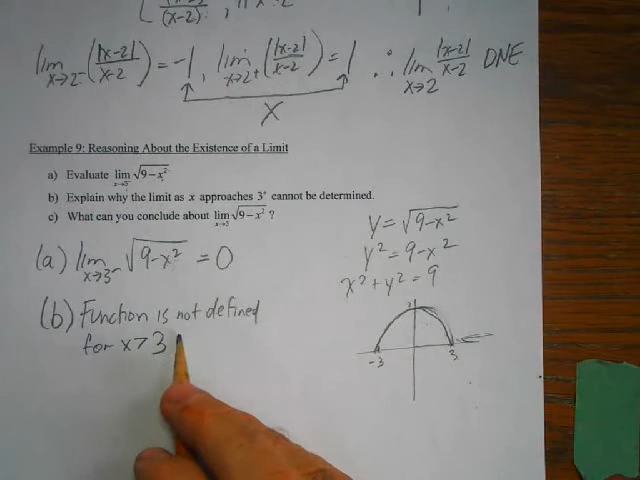 (x-2)
lim x→2⁻ (|x-2|/x-2) = -1, lim x→2⁺ (|x-2|/x-2) = 1 ∴ lim x→2 |x-2|/x-2 DNE
X
Example 9: Reasoning About the Existence of a Limit
a) Evaluate lim x→3⁻ √9-x²
b) Explain why the limit as x approaches 3⁺ cannot be determined.
c) What can you conclude about lim x→3 √9-x² ?
y = √9-x²
y² = 9-x²
x² + y² = 9
(a) lim x→3⁻ √9-x² = 0
(b) Function is not defined
for x > 3
-3
3